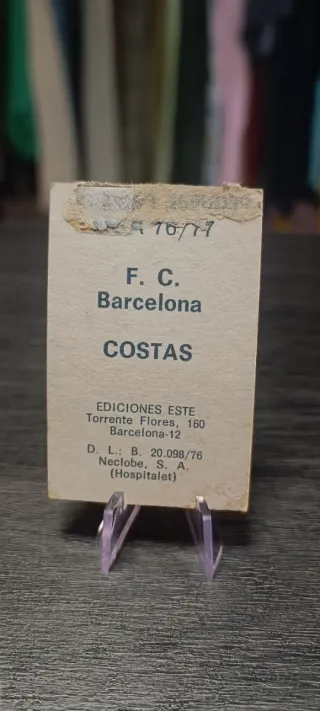 76/77
F. C.
Barcelona
COSTAS
EDICIONES ESTE
Torrente Flores, 160
Barcelona-12
D. L.: B. 20.098/76
Neclobe, S. A.
(Hospitalet)